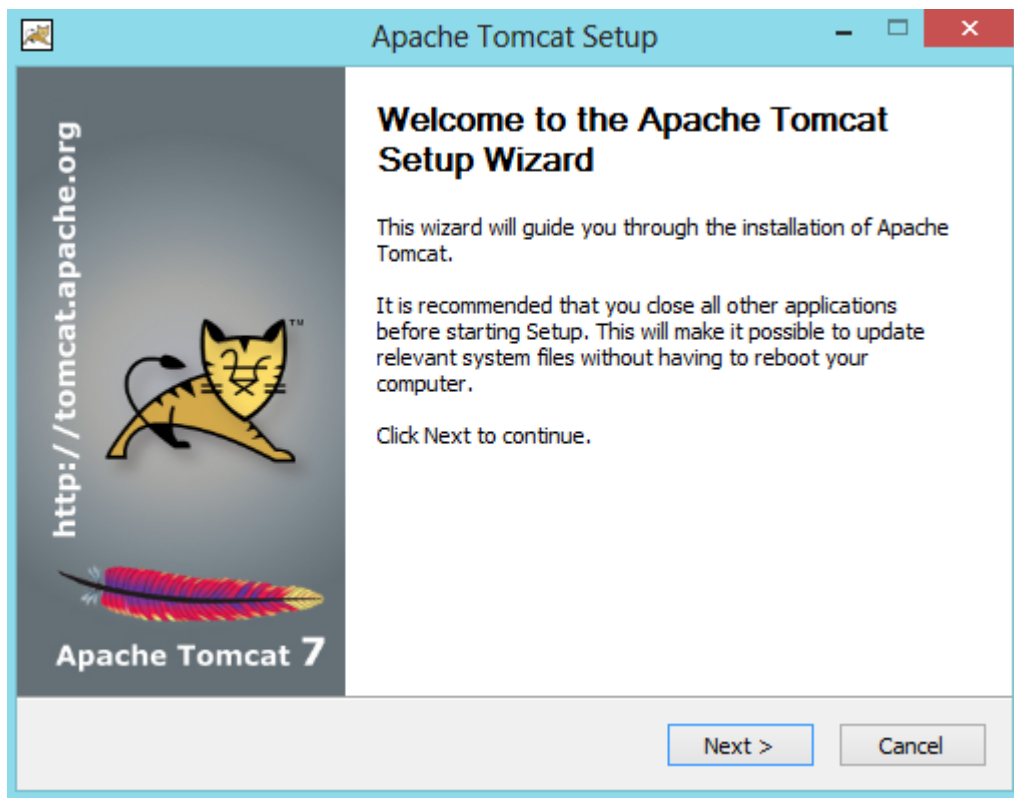 Apache Tomcat Setup
http://tomcat.apache.org
TM
Apache Tomcat 7
Welcome to the Apache Tomcat
Setup Wizard
This wizard will guide you through the installation of Apache
Tomcat.
It is recommended that you close all other applications
before starting Setup. This will make it possible to update
relevant system files without having to reboot your
computer.
Click Next to continue.
Next >
Cancel